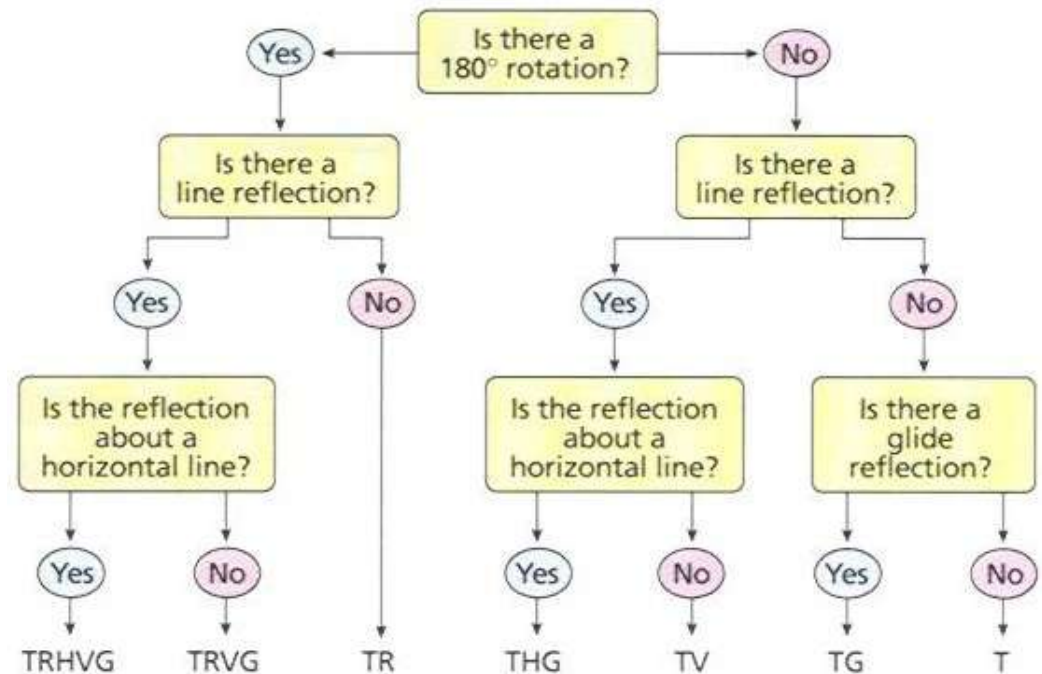 Is there a
180° rotation?
Yes
No
Is there a
line reflection?
Is there a
line reflection?
Yes
No
Yes
No
Is the reflection
about a
horizontal line?
Is the reflection
about a
horizontal line?
Is there a
glide
reflection?
Yes
No
Yes
No
Yes
No
TRHVG
TRVG
TR
THG
TV
TG
T